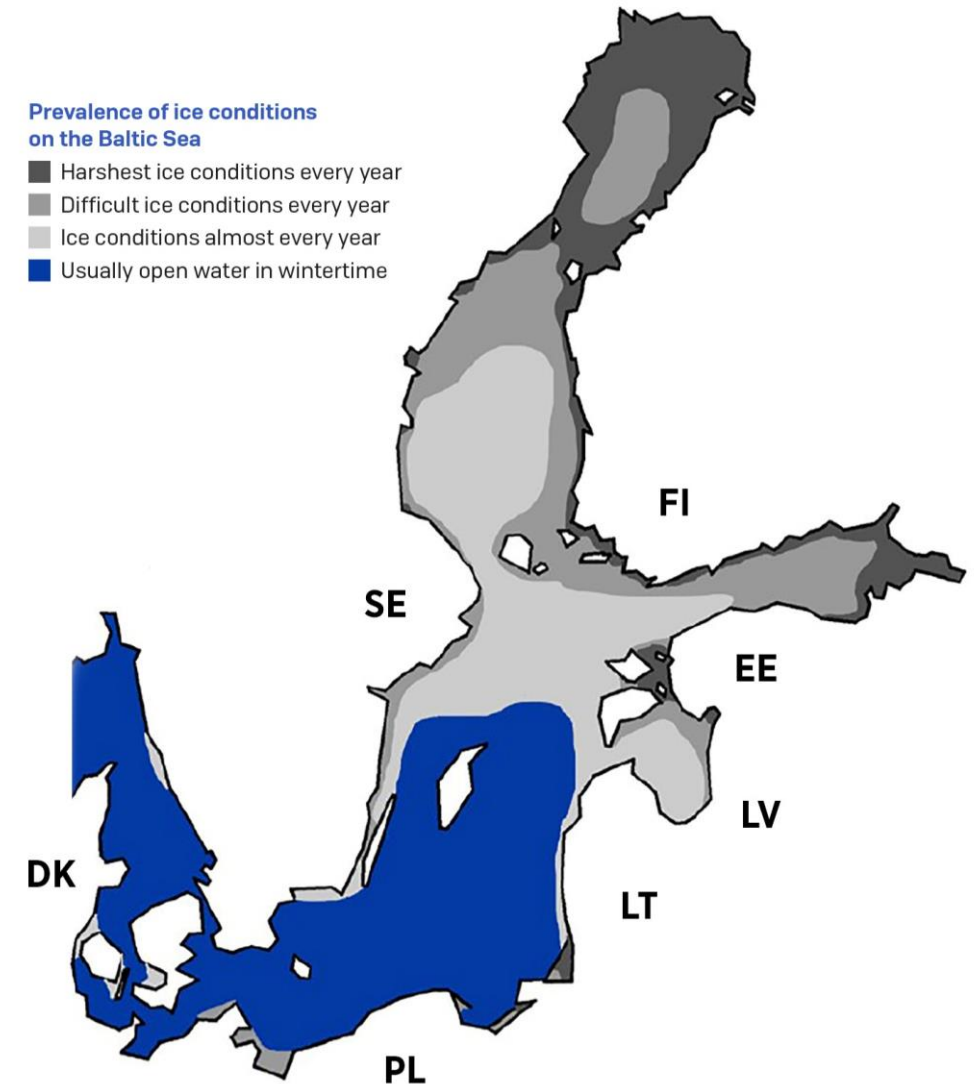 Prevalence of ice conditions
on the Baltic Sea
Harshest ice conditions every year
Difficult ice conditions every year
Ice conditions almost every year
Usually open water in wintertime
FI
SE
EE
LV
DK
LT
PL